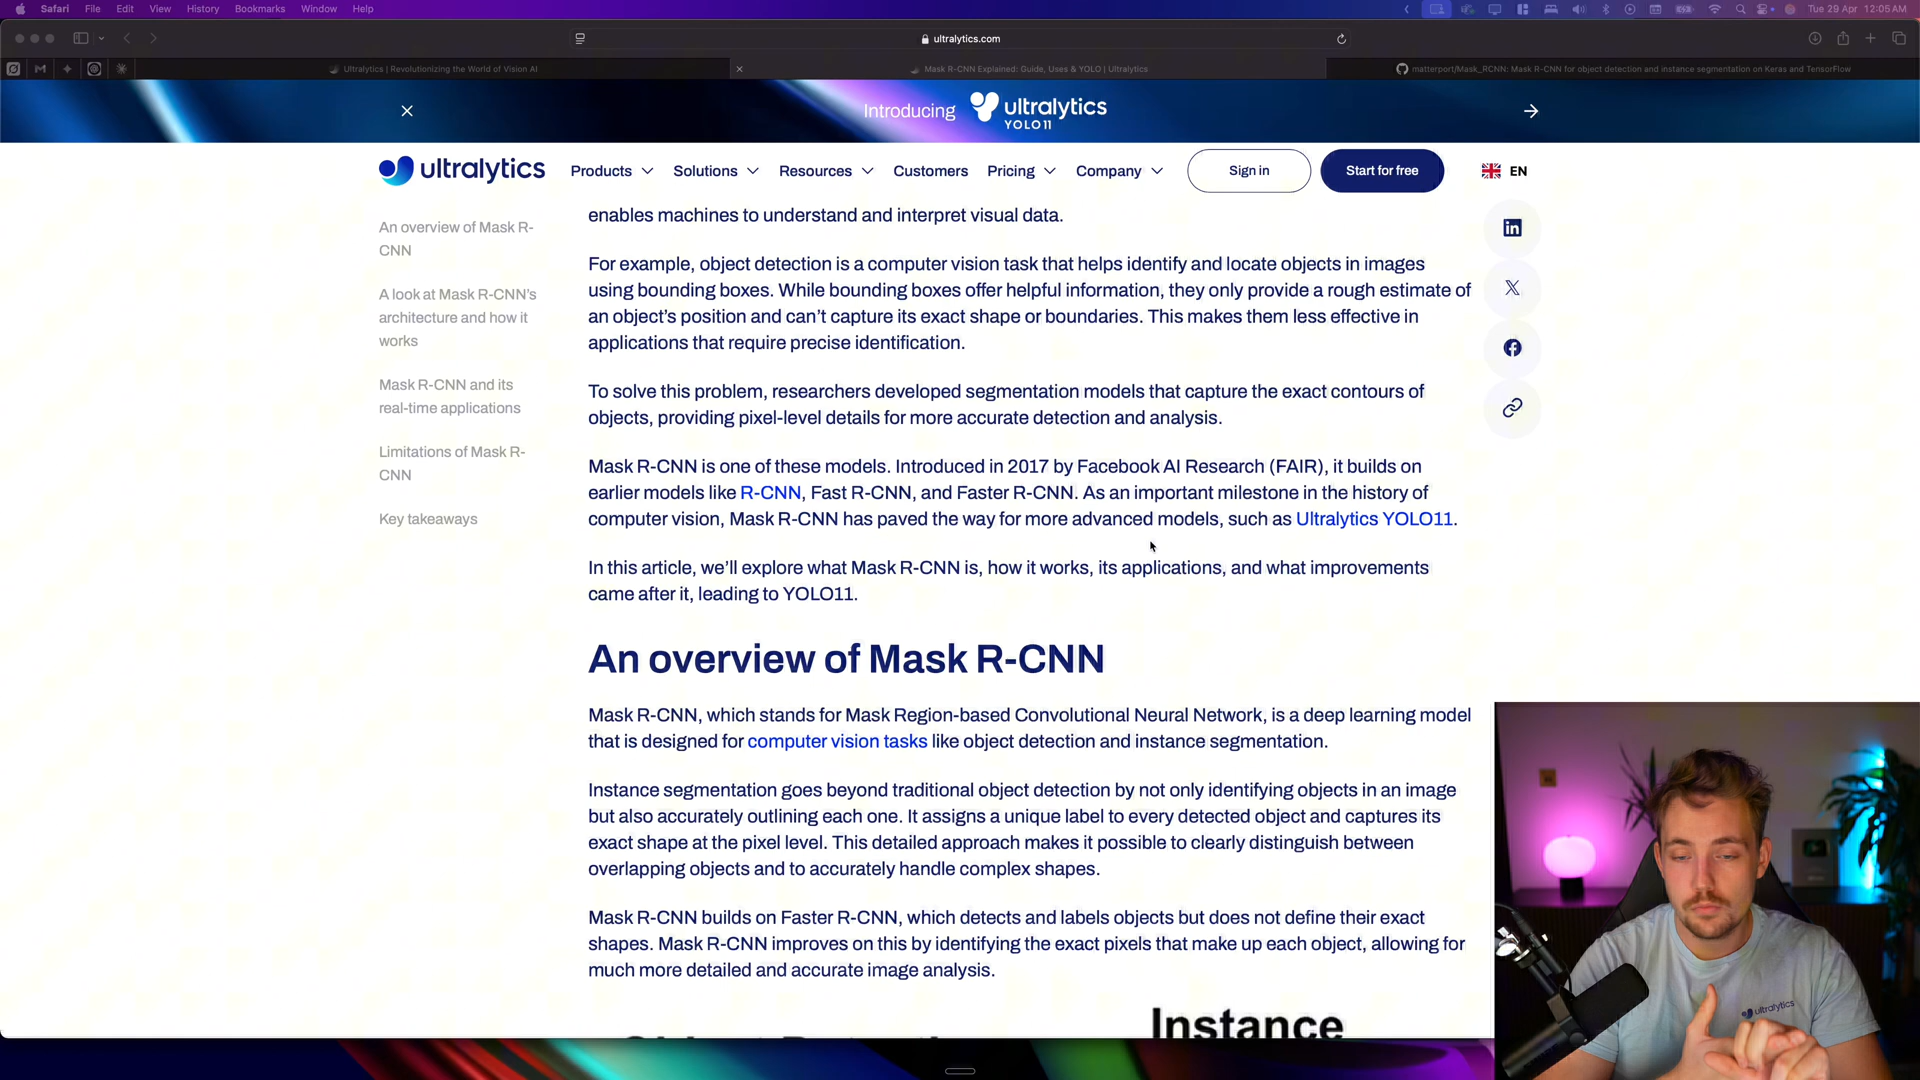 Safari File Edit View History Bookmarks Window Help
Tue 29 Apr 12:05 AM
ultralytics.com
Ultralytics | Revolutionizing the World of Vision AI
Mask R-CNN Explained: Guide, Uses & YOLO | Ultralytics
matterport/Mask_RCNN: Mask R-CNN for object detection and instance segmentation on Keras and TensorFlow
Introducing ultralytics
YOLO11
ultralytics Products Solutions Resources Customers Pricing Company Sign in Start for free EN
An overview of Mask R-
CNN
A look at Mask R-CNN's
architecture and how it
works
Mask R-CNN and its
real-time applications
Limitations of Mask R-
CNN
Key takeaways
enables machines to understand and interpret visual data.
For example, object detection is a computer vision task that helps identify and locate objects in images
using bounding boxes. While bounding boxes offer helpful information, they only provide a rough estimate of
an object's position and can't capture its exact shape or boundaries. This makes them less effective in
applications that require precise identification.
To solve this problem, researchers developed segmentation models that capture the exact contours of
objects, providing pixel-level details for more accurate detection and analysis.
Mask R-CNN is one of these models. Introduced in 2017 by Facebook AI Research (FAIR), it builds on
earlier models like R-CNN, Fast R-CNN, and Faster R-CNN. As an important milestone in the history of
computer vision, Mask R-CNN has paved the way for more advanced models, such as Ultralytics YOLO11.
In this article, we'll explore what Mask R-CNN is, how it works, its applications, and what improvements
came after it, leading to YOLO11.
An overview of Mask R-CNN
Mask R-CNN, which stands for Mask Region-based Convolutional Neural Network, is a deep learning model
that is designed for computer vision tasks like object detection and instance segmentation.
Instance segmentation goes beyond traditional object detection by not only identifying objects in an image
but also accurately outlining each one. It assigns a unique label to every detected object and captures its
exact shape at the pixel level. This detailed approach makes it possible to clearly distinguish between
overlapping objects and to accurately handle complex shapes.
Mask R-CNN builds on Faster R-CNN, which detects and labels objects but does not define their exact
shapes. Mask R-CNN improves on this by identifying the exact pixels that make up each object, allowing for
much more detailed and accurate image analysis.
Instance
ultralytics